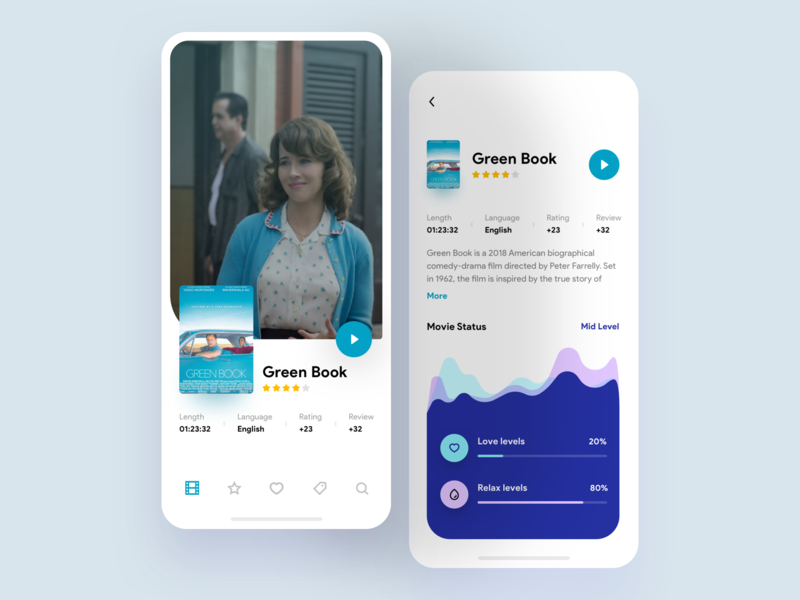 GREEN BOOK
Green Book
Length Language Rating Review
01:23:32 English +23 +32
Green Book
Length Language Rating Review
01:23:32 English +23 +32
Green Book is a 2018 American biographical
comedy-drama film directed by Peter Farrelly. Set
in 1962, the film is inspired by the true story of
More
Movie Status Mid Level
Love levels 20%
Relax levels 80%